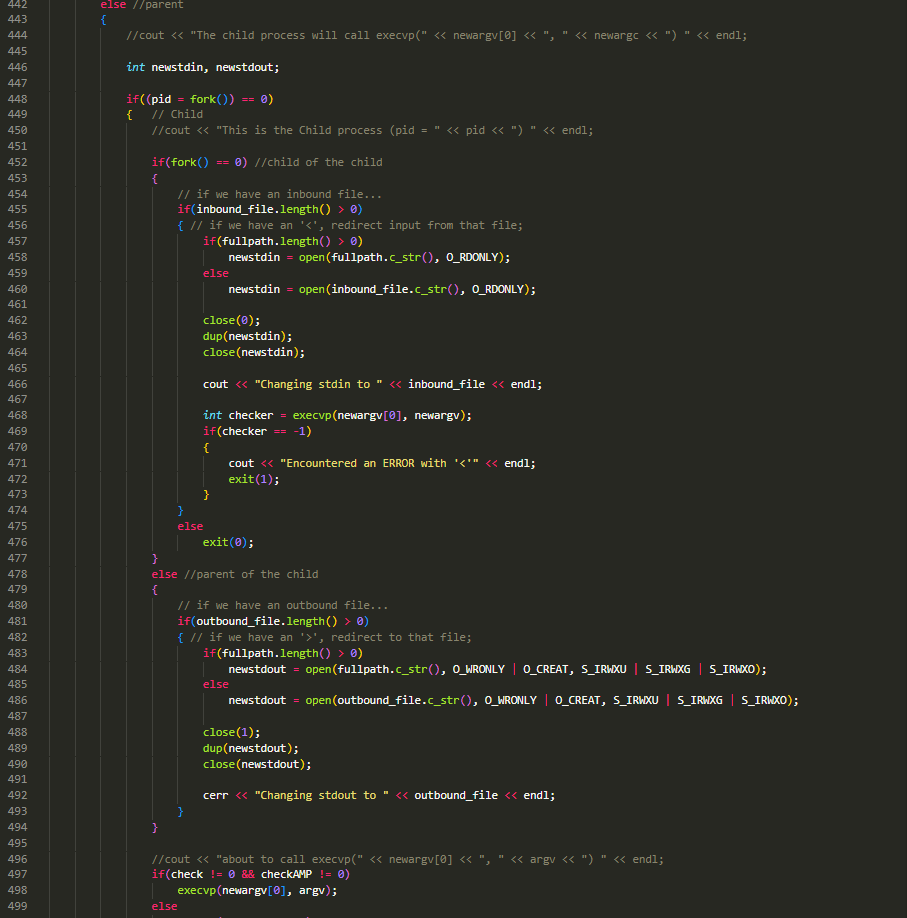 442 else //parent
443 {
444 //cout << "The child process will call execvp(" << newargv[0] << ", " << newargc << ") " << endl;
445
446 int newstdin, newstdout;
447
448 if((pid = fork()) == 0)
449 { // Child
450 //cout << "This is the Child process (pid = " << pid << ") " << endl;
451
452 if(fork() == 0) //child of the child
453 {
454 // if we have an inbound file...
455 if(inbound_file.length() > 0)
456 { // if we have an '<', redirect input from that file;
457 if(fullpath.length() > 0)
458 newstdin = open(fullpath.c_str(), O_RDONLY);
459 else
460 newstdin = open(inbound_file.c_str(), O_RDONLY);
461
462 close(0);
463 dup(newstdin);
464 close(newstdin);
465
466 cout << "Changing stdin to " << inbound_file << endl;
467
468 int checker = execvp(newargv[0], newargv);
469 if(checker == -1)
470 {
471 cout << "Encountered an ERROR with '<'" << endl;
472 exit(1);
473 }
474 }
475 else
476 exit(0);
477 }
478 else //parent of the child
479 {
480 // if we have an outbound file...
481 if(outbound_file.length() > 0)
482 { // if we have an '>', redirect to that file;
483 if(fullpath.length() > 0)
484 newstdout = open(fullpath.c_str(), O_WRONLY | O_CREAT, S_IRWXU | S_IRWXG | S_IRWXO);
485 else
486 newstdout = open(outbound_file.c_str(), O_WRONLY | O_CREAT, S_IRWXU | S_IRWXG | S_IRWXO);
487
488 close(1);
489 dup(newstdout);
490 close(newstdout);
491
492 cerr << "Changing stdout to " << outbound_file << endl;
493 }
494 }
495
496 //cout << "about to call execvp(" << newargv[0] << ", " << argv << ") " << endl;
497 if(check != 0 && checkAMP != 0)
498 execvp(newargv[0], argv);
499 else